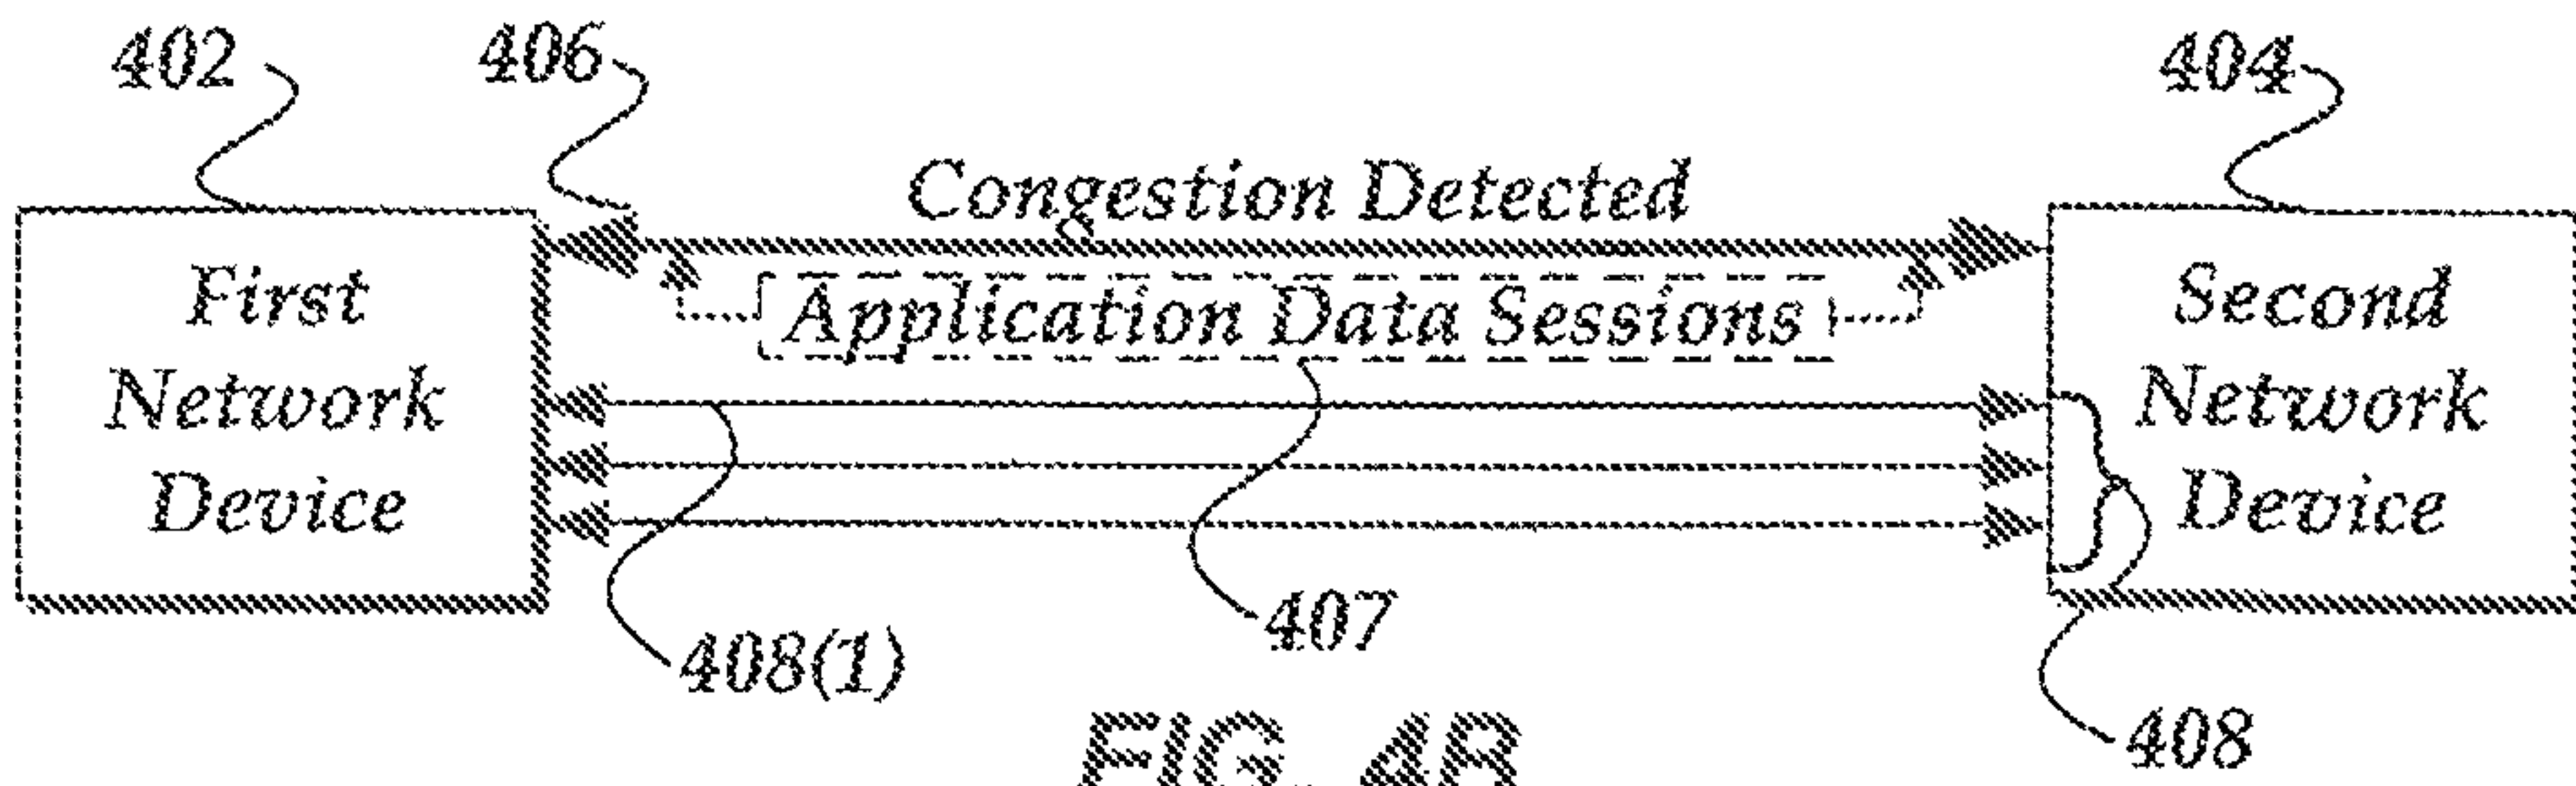 402 406 404
Congestion Detected
Application Data Sessions
First
Network
Device
Second
Network
Device
408(1)
407
408
FIG. 4B